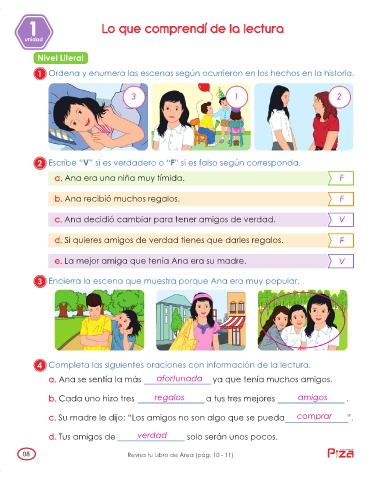 1
unidad
Lo que comprendí de la lectura
Nivel Literal
1 Ordena y enumera las escenas según ocurrieron en los hechos en la historia.
3 1 2
2 Escribe “V” si es verdadero o “F” si es falso según corresponda.
a. Ana era una niña muy tímida. F
b. Ana recibió muchos regalos. F
c. Ana decidió cambiar para tener amigos de verdad. V
d. Si quieres amigos de verdad tienes que darles regalos. F
e. La mejor amiga que tenía Ana era su madre. V
3 Encierra la escena que muestra porque Ana era muy popular.
4 Completa las siguientes oraciones con información de la lectura.
a. Ana se sentía la más afortunada ya que tenía muchos amigos.
b. Cada uno hizo tres regalos a tus tres mejores amigos .
c. Su madre le dijo: “Los amigos no son algo que se pueda comprar ”.
d. Tus amigos de verdad solo serán unos pocos.
08 Revisa tu Libro de Área (pág. 10 - 11) Piza